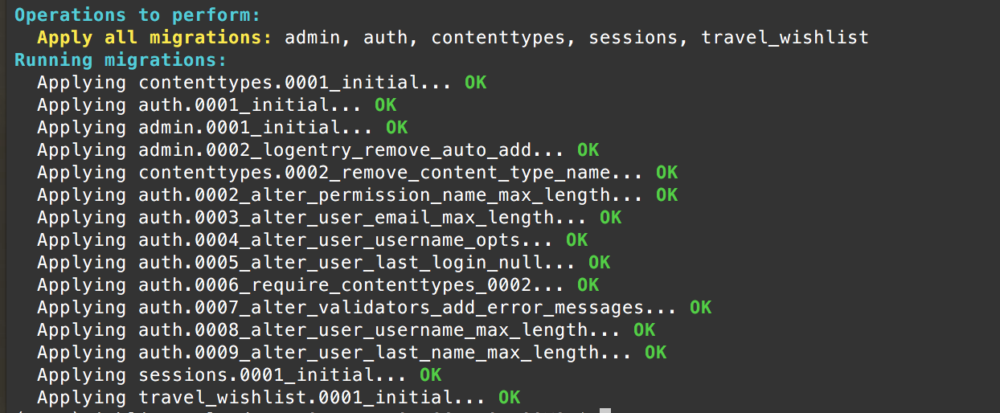 Operations to perform:
  Apply all migrations: admin, auth, contenttypes, sessions, travel_wishlist
Running migrations:
  Applying contenttypes.0001_initial... OK
  Applying auth.0001_initial... OK
  Applying admin.0001_initial... OK
  Applying admin.0002_logentry_remove_auto_add... OK
  Applying contenttypes.0002_remove_content_type_name... OK
  Applying auth.0002_alter_permission_name_max_length... OK
  Applying auth.0003_alter_user_email_max_length... OK
  Applying auth.0004_alter_user_username_opts... OK
  Applying auth.0005_alter_user_last_login_null... OK
  Applying auth.0006_require_contenttypes_0002... OK
  Applying auth.0007_alter_validators_add_error_messages... OK
  Applying auth.0008_alter_user_username_max_length... OK
  Applying auth.0009_alter_user_last_name_max_length... OK
  Applying sessions.0001_initial... OK
  Applying travel_wishlist.0001_initial... OK